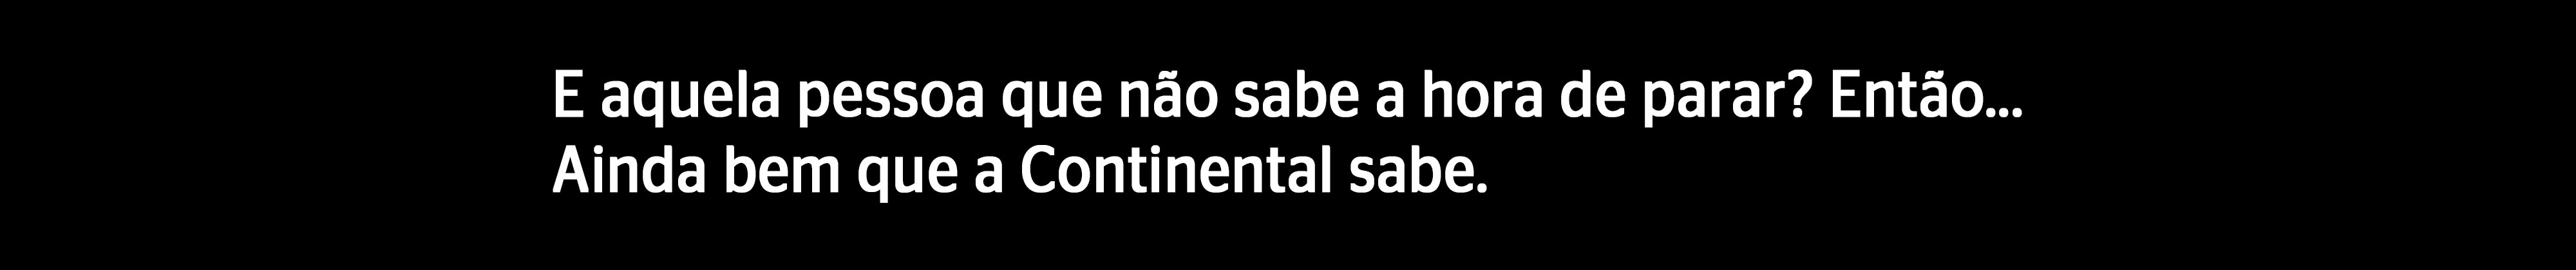 E aquela pessoa que não sabe a hora de parar? Então...
Ainda bem que a Continental sabe.